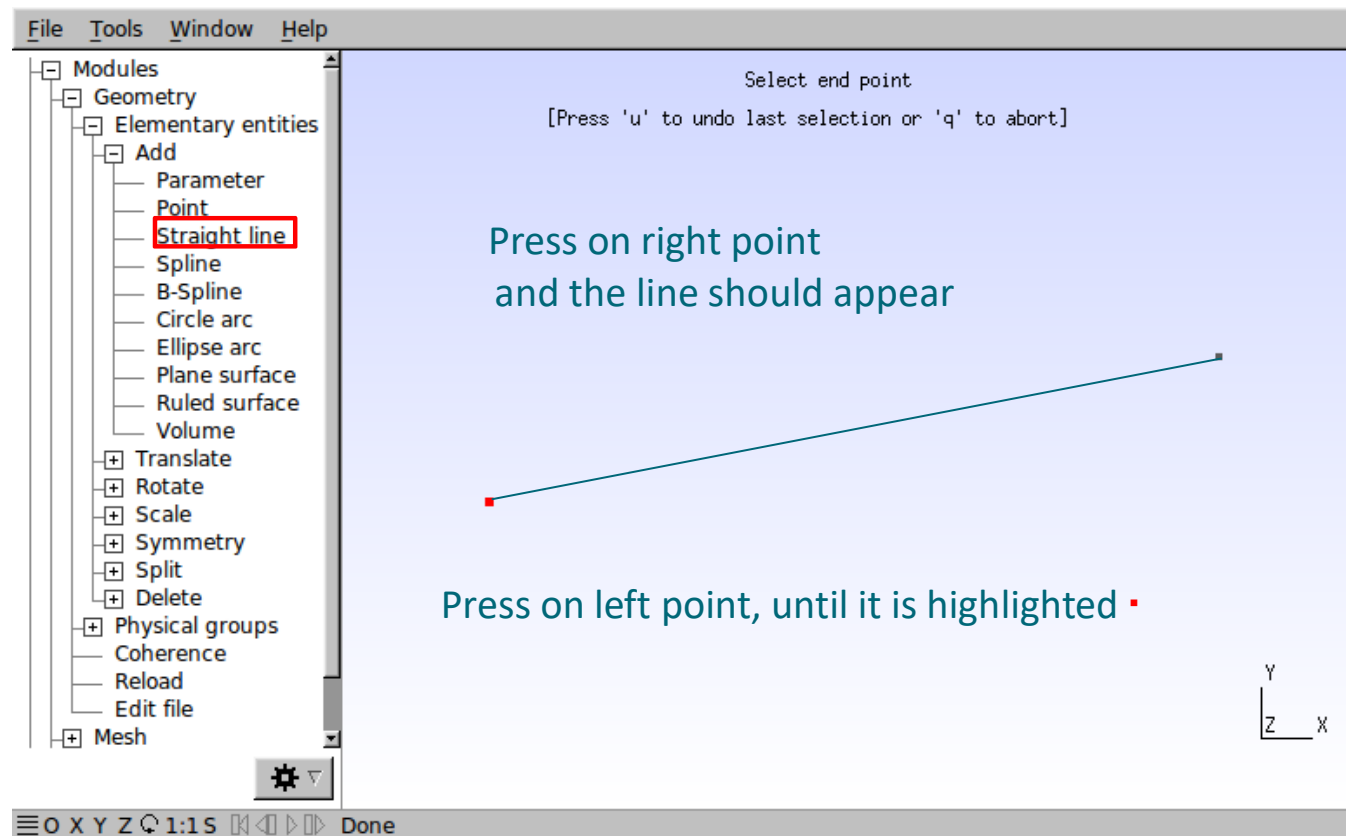 File Tools Window Help
Modules
Geometry
Elementary entities
Add
Parameter
Point
Straight line
Spline
B-Spline
Circle arc
Ellipse arc
Plane surface
Ruled surface
Volume
Translate
Rotate
Scale
Symmetry
Split
Delete
Physical groups
Coherence
Reload
Edit file
Mesh
Select end point
[Press 'u' to undo last selection or 'q' to abort]
Press on right point
and the line should appear
Press on left point, until it is highlighted
Y
Z X
O X Y Z 1:1 S Done